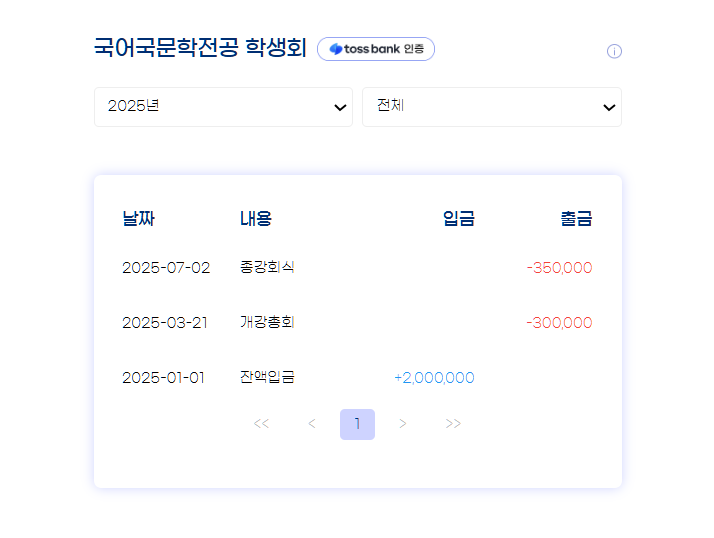 국어국문학전공 학생회 toss bank 인증
2025년 전체
날짜 내용 입금 출금
2025-07-02 종강회식 -350,000
2025-03-21 개강총회 -300,000
2025-01-01 잔액입금 +2,000,000
<< < 1 > >>